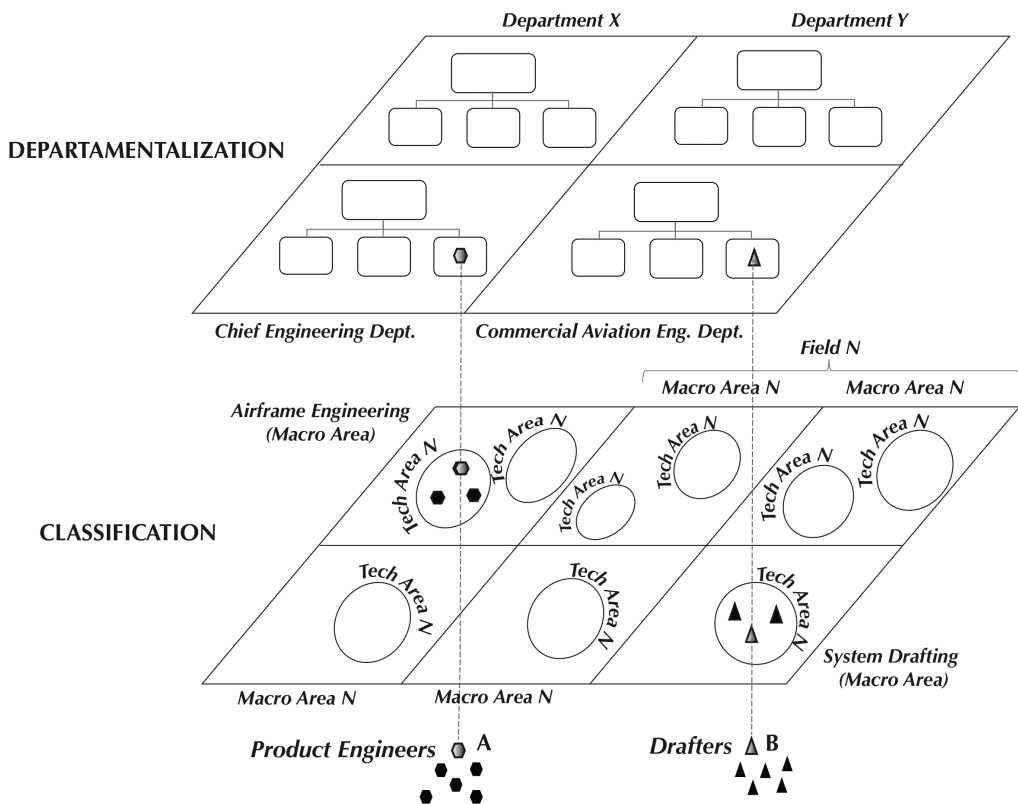 Department X
Department Y
DEPARTAMENTALIZATION
Chief Engineering Dept.
Commercial Aviation Eng. Dept.
Field N
Macro Area N
Macro Area N
Airframe Engineering
(Macro Area)
Tech Area N
Tech Area N
Tech Area N
Tech Area N
Tech Area N
Tech Area N
CLASSIFICATION
Tech Area N
Tech Area N
Tech Area N
System Drafting
(Macro Area)
Macro Area N
Macro Area N
Product Engineers A
Drafters B